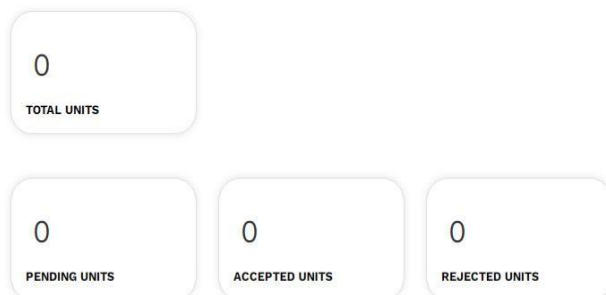 0
TOTAL UNITS
0
PENDING UNITS
0
ACCEPTED UNITS
0
REJECTED UNITS